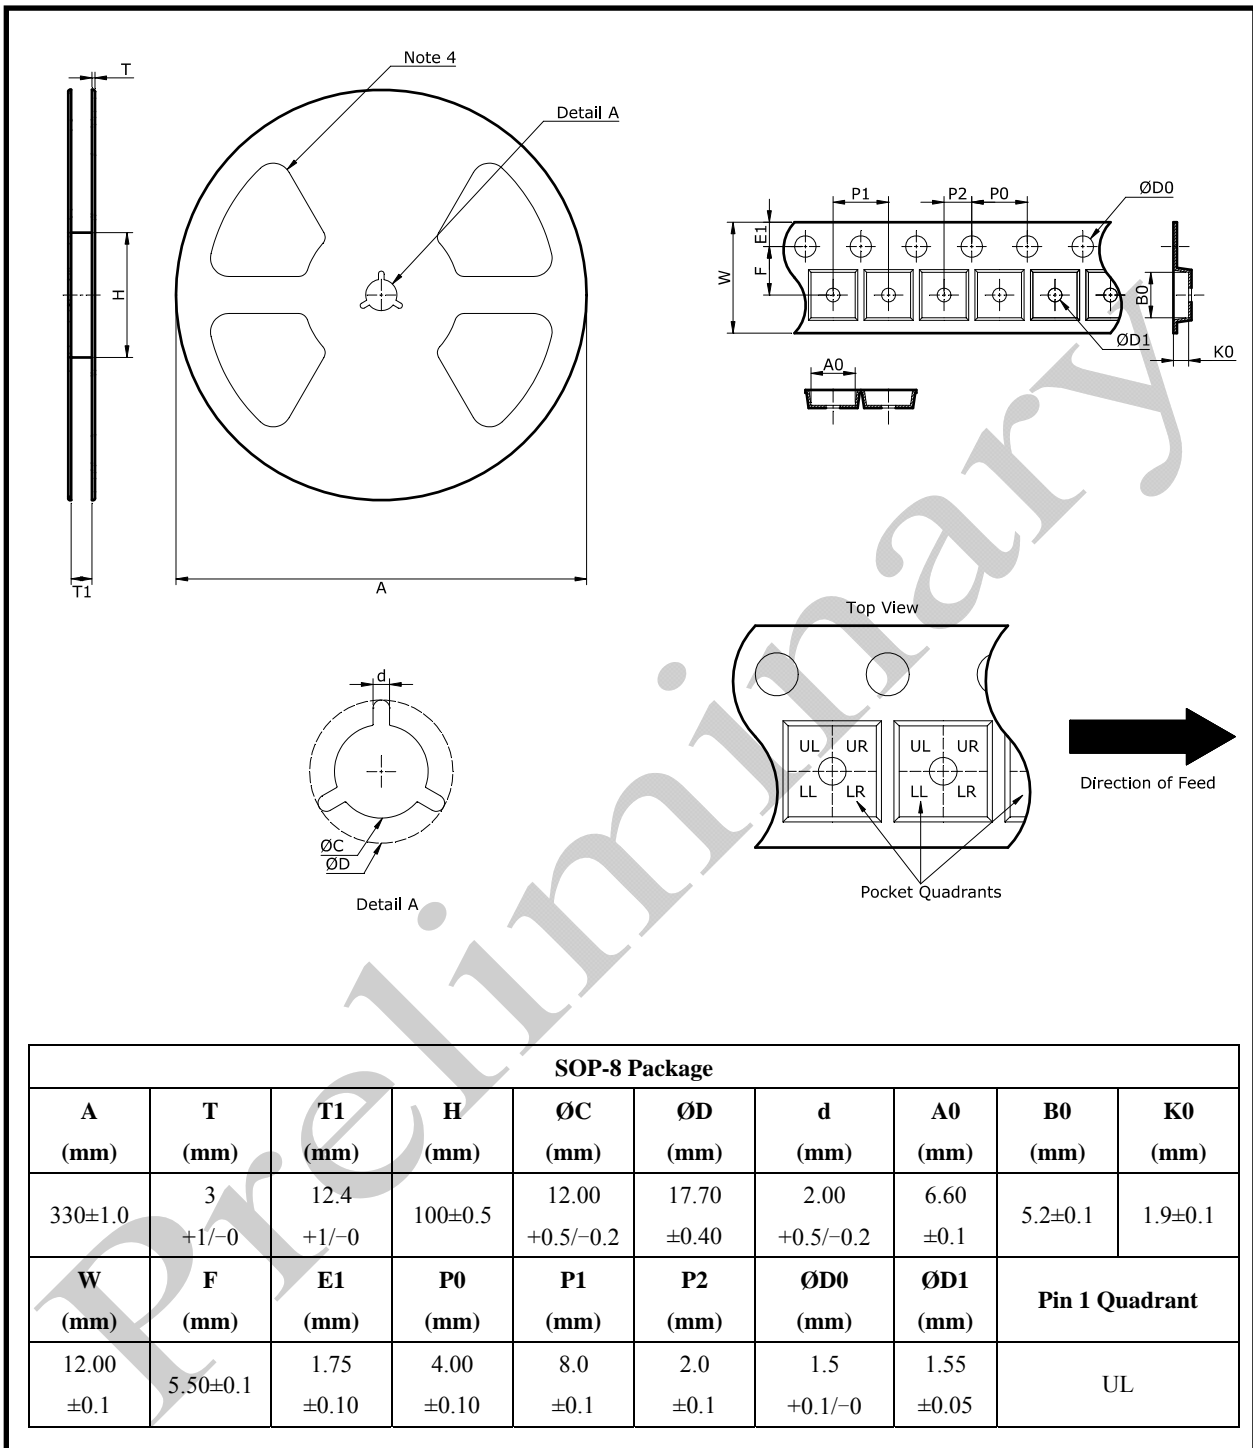 T
Note 4
Detail A
H
T1
A
P1
P2
P0
ØD0
E1
W
F
B0
ØD1
K0
A0
d
ØC
ØD
Detail A
Top View
UL UR UL UR
LL LR LL LR
Direction of Feed
Pocket Quadrants
Preliminary
SOP-8 Package
A T T1 H ØC ØD d A0 B0 K0
(mm) (mm) (mm) (mm) (mm) (mm) (mm) (mm) (mm) (mm)
330±1.0 3 +1/−0 12.4 +1/−0 100±0.5 12.00 +0.5/−0.2 17.70 ±0.40 2.00 +0.5/−0.2 6.60 ±0.1 5.2±0.1 1.9±0.1
W F E1 P0 P1 P2 ØD0 ØD1 Pin 1 Quadrant
(mm) (mm) (mm) (mm) (mm) (mm) (mm) (mm)
12.00 ±0.1 5.50±0.1 1.75 ±0.10 4.00 ±0.10 8.0 ±0.1 2.0 ±0.1 1.5 +0.1/−0 1.55 ±0.05 UL